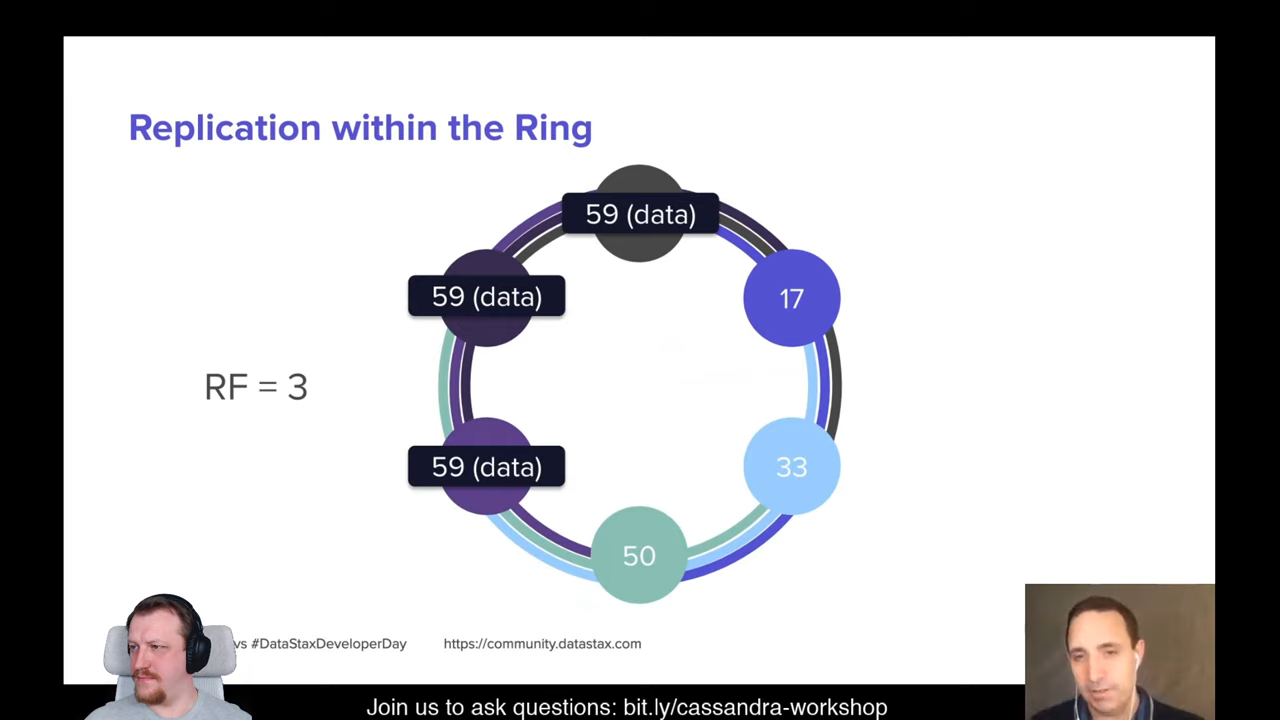 Replication within the Ring
59 (data)
59 (data)
17
RF = 3
59 (data)
33
50
#DataStaxDeveloperDay
https://community.datastax.com
Join us to ask questions: bit.ly/cassandra-workshop